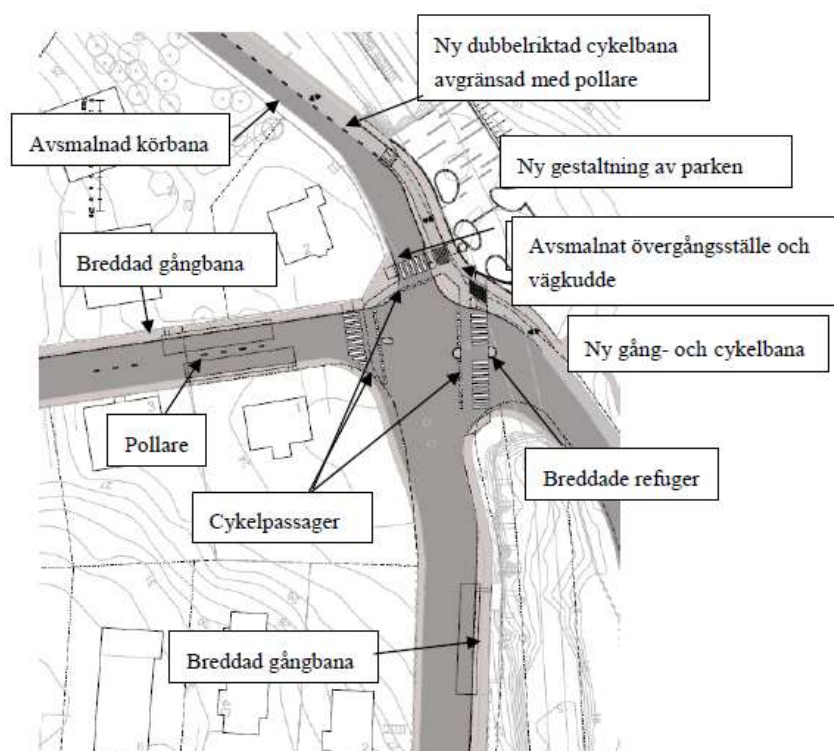 Ny dubbelriktad cykelbana
avgränsad med pollare
Avsmalnad körbana
Ny gestaltning av parken
Avsmalnat övergångsställe och
vägkudde
Breddad gångbana
Ny gång- och cykelbana
Pollare
Breddade refuger
Cykelpassager
Breddad gångbana